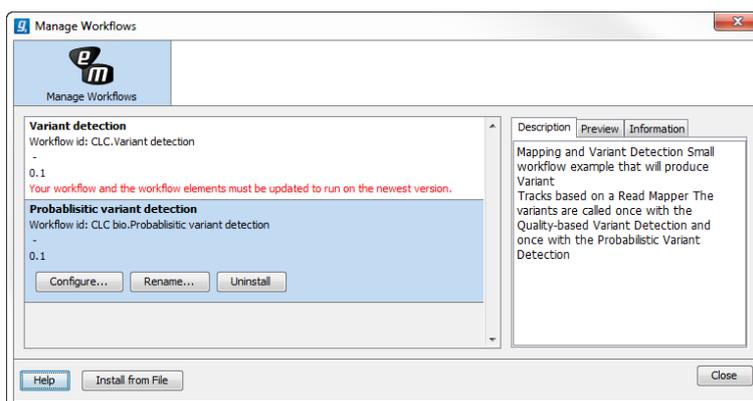 Manage Workflows
em
Manage Workflows
Variant detection
Workflow id: CLC.Variant detection
-
0.1
Your workflow and the workflow elements must be updated to run on the newest version.
Probablisitic variant detection
Workflow id: CLC bio.Probablisitic variant detection
-
0.1
Configure... Rename... Uninstall
Description Preview Information
Mapping and Variant Detection Small
workflow example that will produce
Variant
Tracks based on a Read Mapper The
variants are called once with the
Quality-based Variant Detection and
once with the Probabilistic Variant
Detection
Help Install from File Close